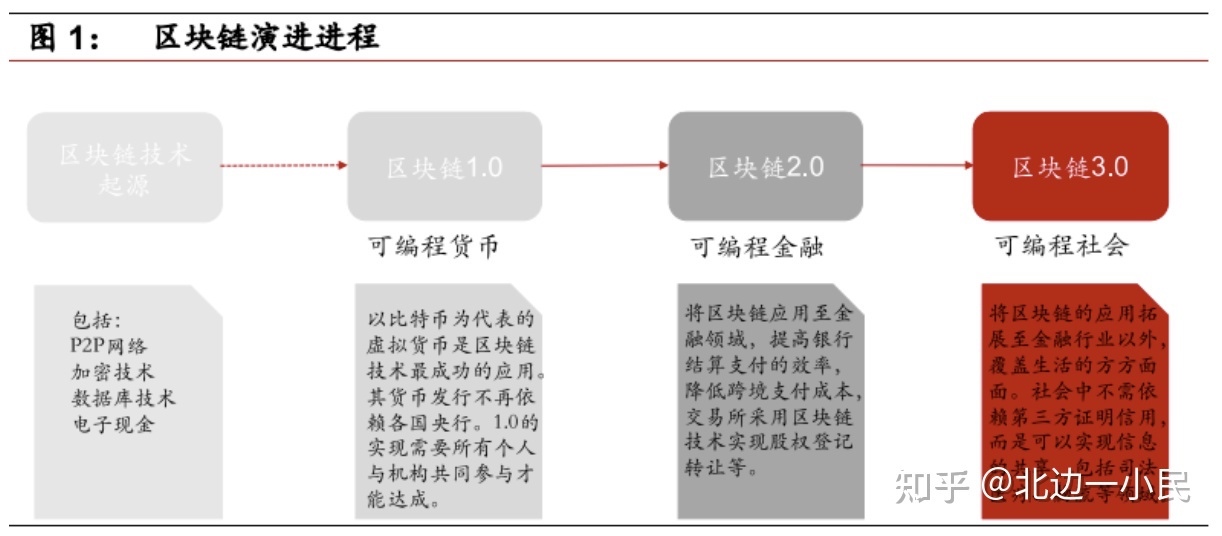 图 1： 区块链演进进程
区块链技术
起源
区块链1.0
区块链2.0
区块链3.0
可编程货币
可编程金融
可编程社会
包括：
P2P网络
加密技术
数据库技术
电子现金
以比特币为代表的
虚拟货币是区块链
技术最成功的应用。
其货币发行不再依
赖各国央行。1.0的
实现需要所有个人
与机构共同参与才
能达成。
将区块链应用至金
融领域，提高银行
结算支付的效率，
降低跨境支付成本，
交易所采用区块链
技术实现股权登记
转让等。
将区块链的应用拓
展至金融行业以外，
覆盖生活的方方面
面。社会中不需依
赖第三方证明信用，
而是可以实现信息
的共享，包括司法
知乎 @北边一小民